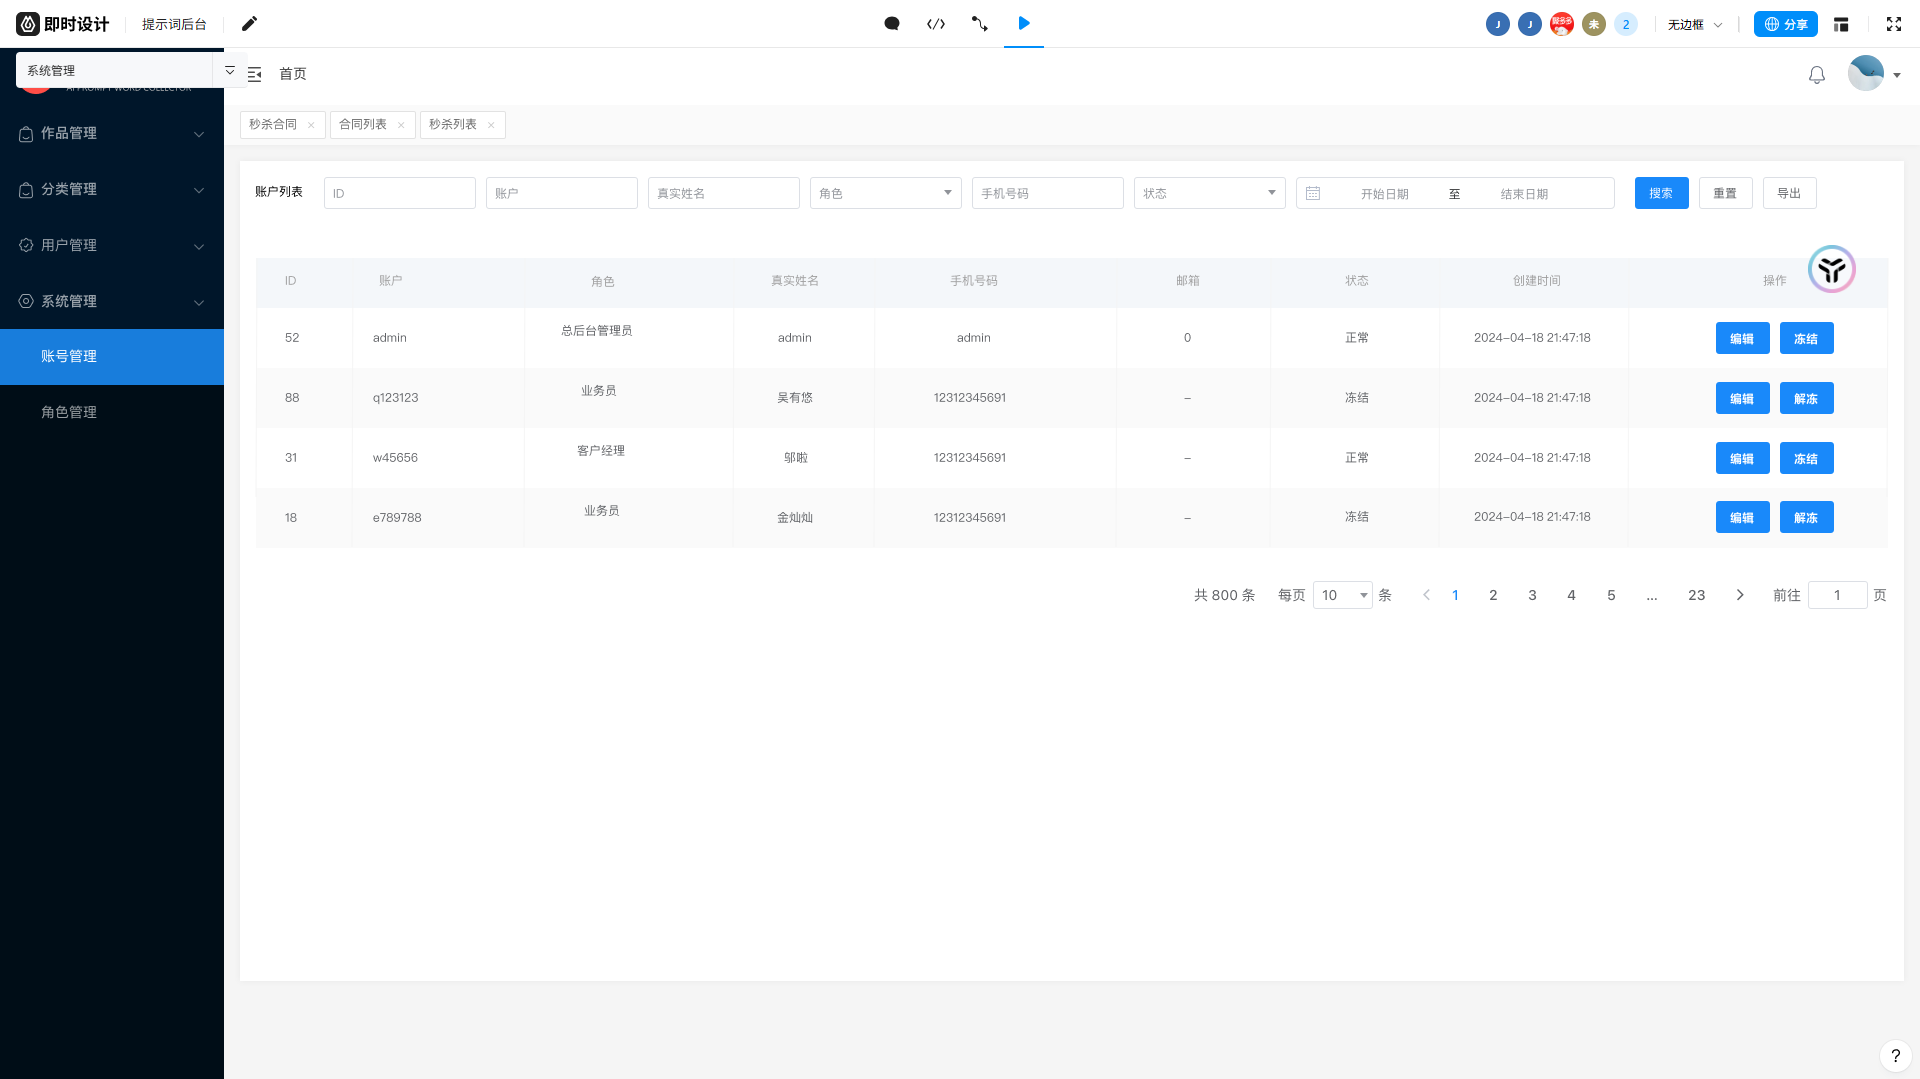 即时设计
提示词后台
J
J
未
2
无边框
分享
系统管理
首页
作品管理
分类管理
用户管理
系统管理
账号管理
角色管理
秒杀合同 ×
合同列表 ×
秒杀列表 ×
账户列表 ID 账户 真实姓名 角色 手机号码 状态 开始日期 至 结束日期 搜索 重置 导出
ID 账户 角色 真实姓名 手机号码 邮箱 状态 创建时间 操作
52 admin 总后台管理员 admin admin 0 正常 2024-04-18 21:47:18 编辑 冻结
88 q123123 业务员 吴有悠 12312345691 – 冻结 2024-04-18 21:47:18 编辑 解冻
31 w45656 客户经理 邬啦 12312345691 – 正常 2024-04-18 21:47:18 编辑 冻结
18 e789788 业务员 金灿灿 12312345691 – 冻结 2024-04-18 21:47:18 编辑 解冻
共 800 条 每页 10 条 1 2 3 4 5 ... 23 前往 1 页
?